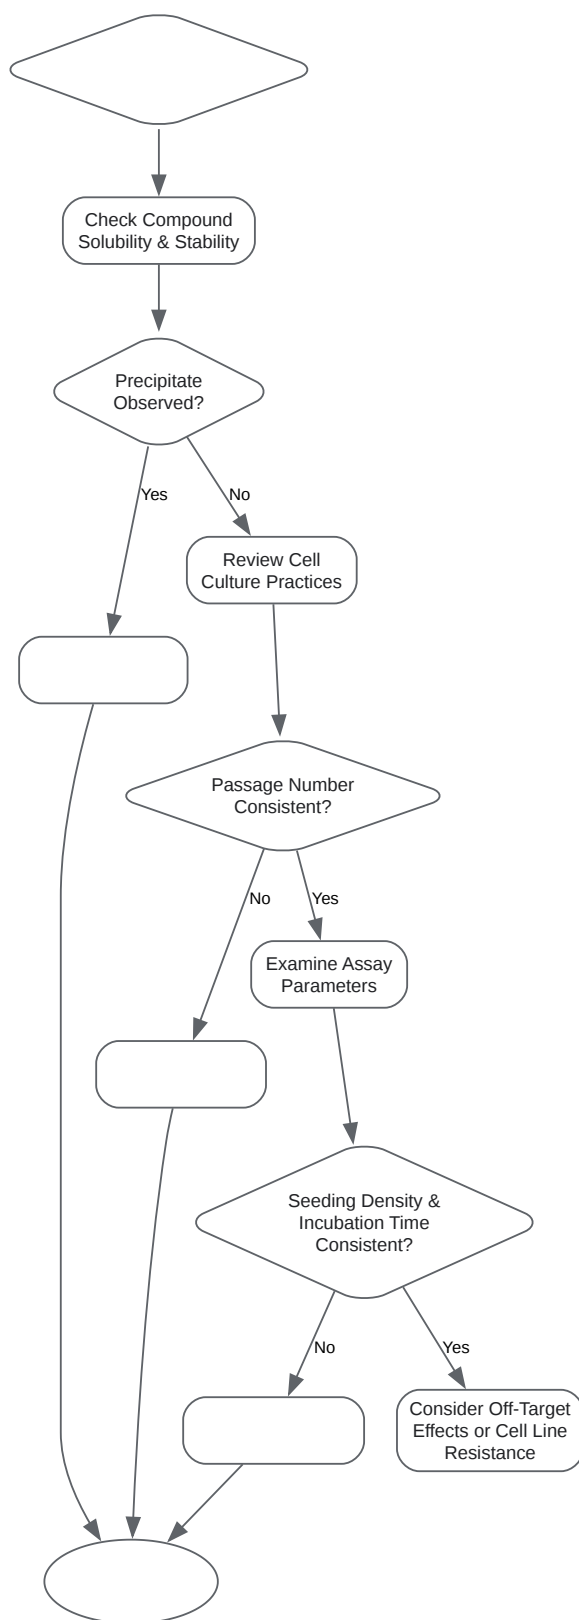 Check Compound
Solubility & Stability
Precipitate
Observed?
Yes
No
Review Cell
Culture Practices
Passage Number
Consistent?
No
Yes
Examine Assay
Parameters
Seeding Density &
Incubation Time
Consistent?
No
Yes
Consider Off-Target
Effects or Cell Line
Resistance